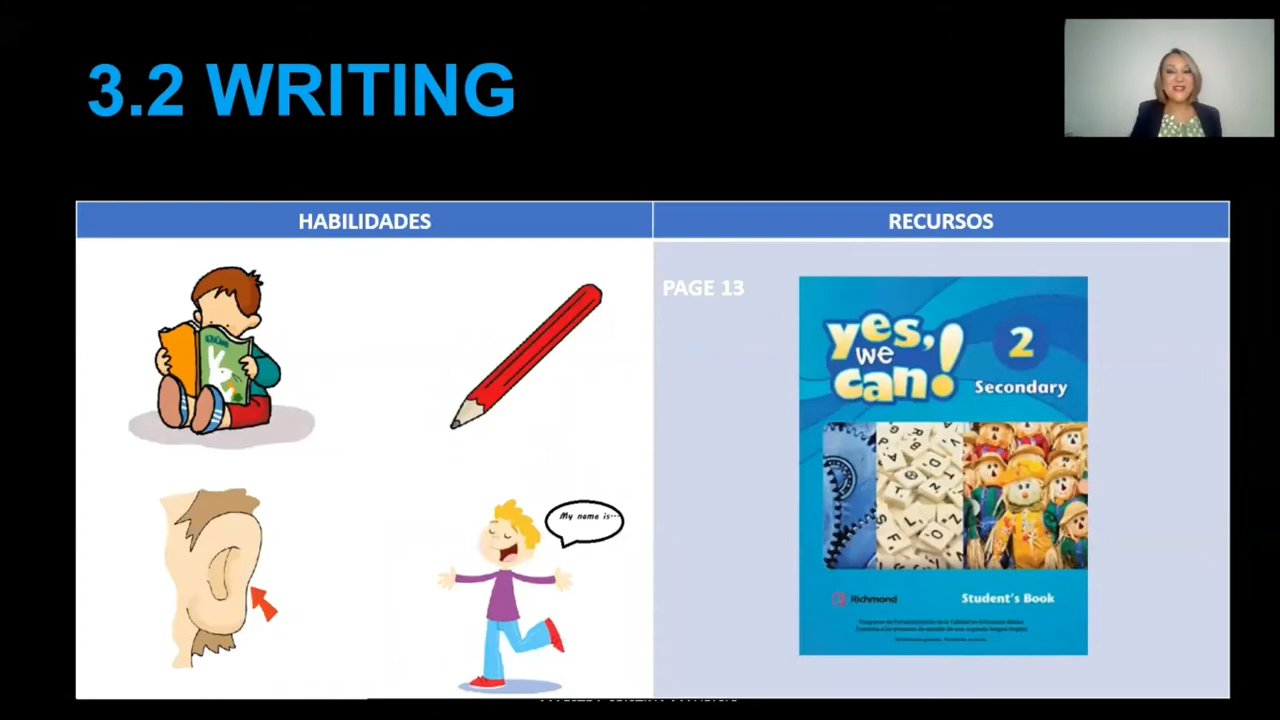 3.2 WRITING
HABILIDADES
RECURSOS
PAGE 13
My name is...
yes,
we
can!
2
Secondary
Richmond
Student's Book